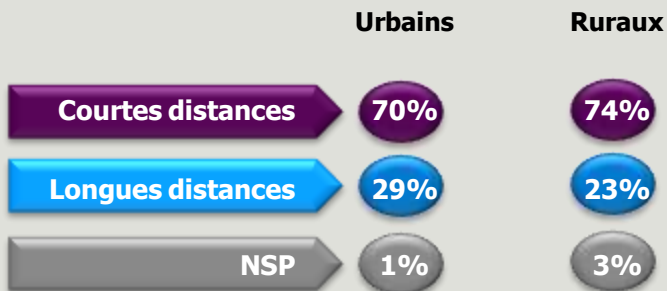 Urbains Ruraux
Courtes distances 70% 74%
Longues distances 29% 23%
NSP 1% 3%